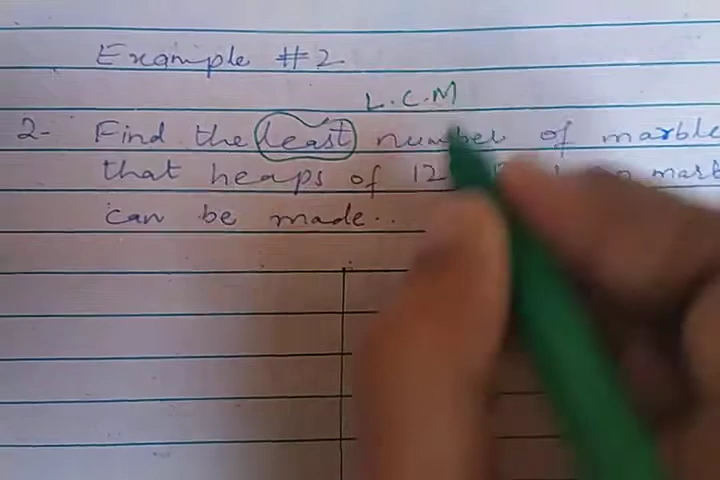 Example #2
L.C.M
2- Find the least number of marble
that heaps of 12
can be made..